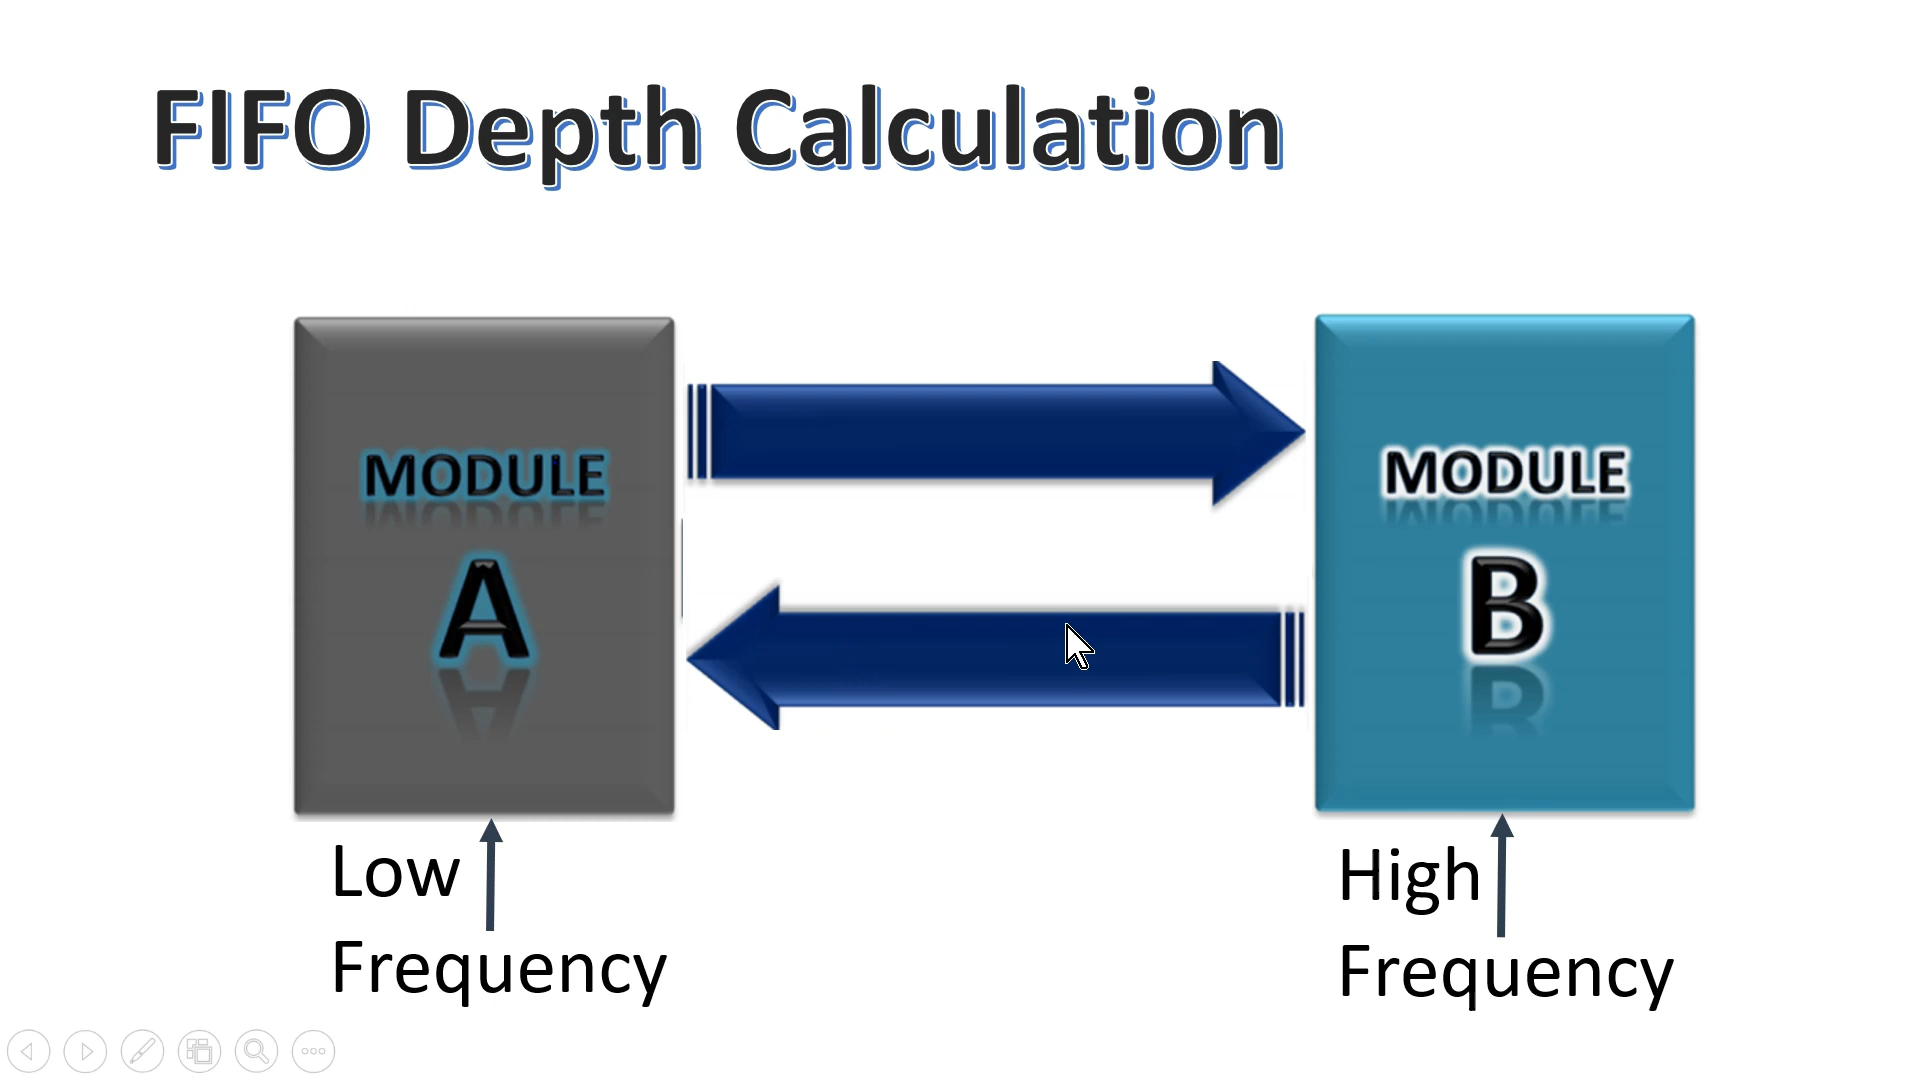 FIFO Depth Calculation
MODULE
A
MODULE
B
Low
Frequency
High
Frequency